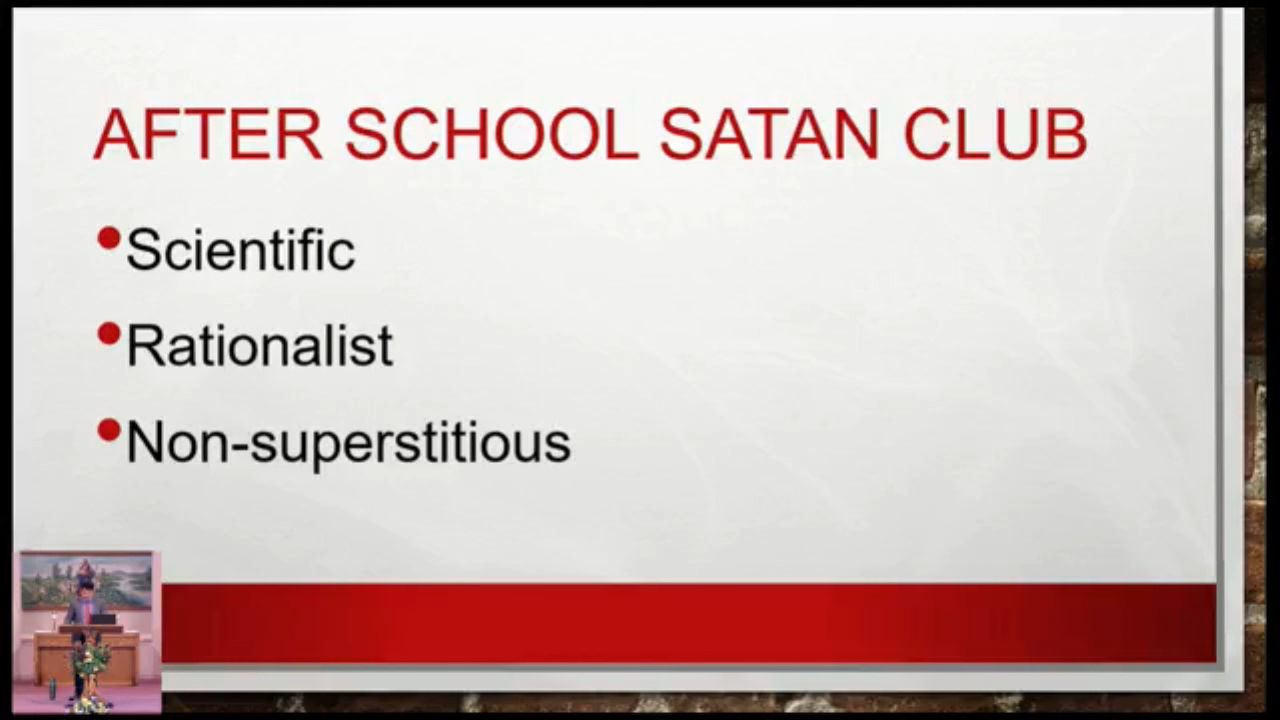 AFTER SCHOOL SATAN CLUB
•Scientific
•Rationalist
•Non-superstitious